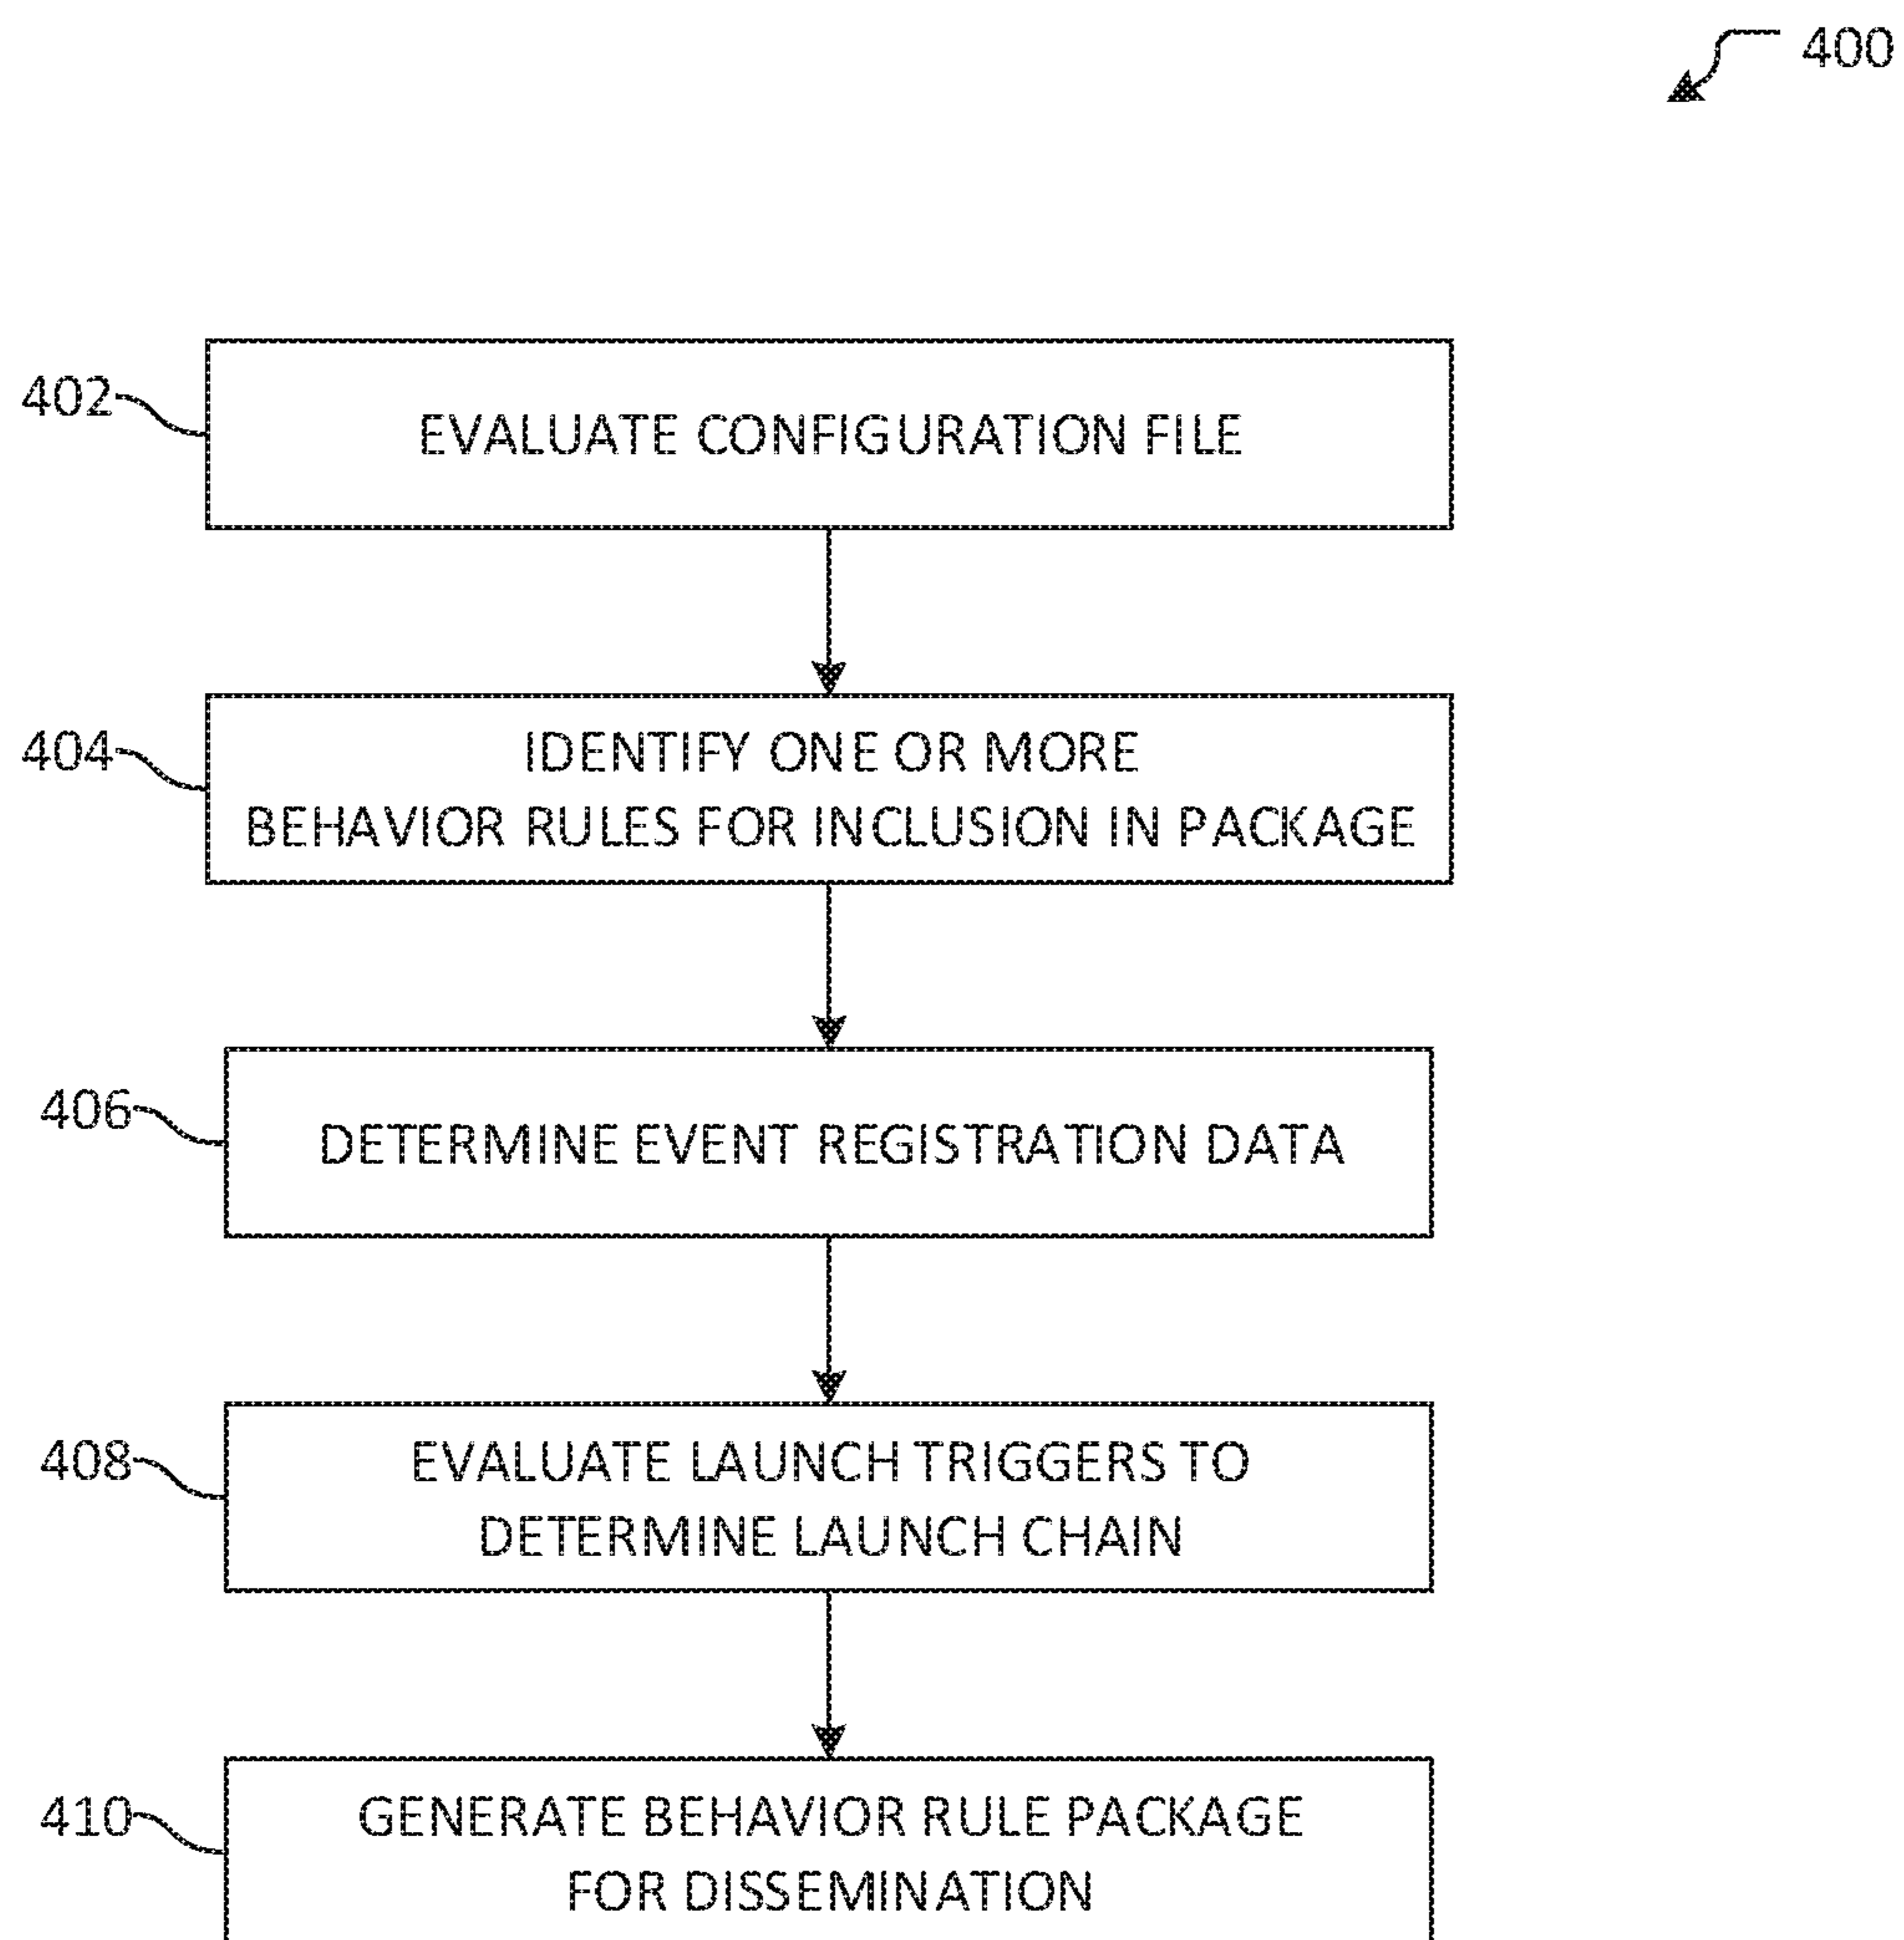 400
402
EVALUATE CONFIGURATION FILE
404
IDENTIFY ONE OR MORE
BEHAVIOR RULES FOR INCLUSION IN PACKAGE
406
DETERMINE EVENT REGISTRATION DATA
408
EVALUATE LAUNCH TRIGGERS TO
DETERMINE LAUNCH CHAIN
410
GENERATE BEHAVIOR RULE PACKAGE
FOR DISSEMINATION